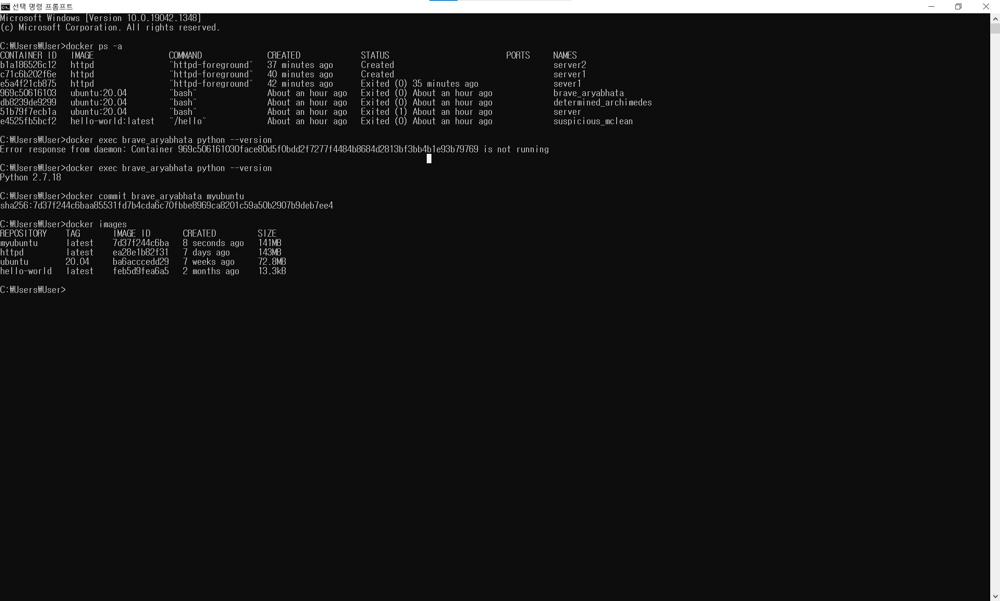 선택 명령 프롬프트
Microsoft Windows [Version 10.0.19042.1348]
(c) Microsoft Corporation. All rights reserved.
C:₩Users₩User>docker ps -a
CONTAINER ID   IMAGE                COMMAND              CREATED             STATUS                         PORTS     NAMES
b1a186526c12   httpd                "httpd-foreground"   37 minutes ago      Created                                  server2
c71c6b202f6e   httpd                "httpd-foreground"   40 minutes ago      Created                                  server1
e5a4f21cb875   httpd                "httpd-foreground"   42 minutes ago      Exited (0) 35 minutes ago                sever1
969c50616103   ubuntu:20.04         "bash"               About an hour ago   Exited (0) About an hour ago             brave_aryabhata
db8239de9299   ubuntu:20.04         "bash"               About an hour ago   Exited (0) About an hour ago             determined_archimedes
51b79f7ecb1a   ubuntu:20.04         "bash"               About an hour ago   Exited (1) About an hour ago             server
e4525fb5bcf2   hello-world:latest   "/hello"             About an hour ago   Exited (0) About an hour ago             suspicious_mclean
C:₩Users₩User>docker exec brave_aryabhata python --version
Error response from daemon: Container 969c506161030face80d5f0bdd2f7277f4484b8684d2813bf3bb4b1e93b79769 is not running
C:₩Users₩User>docker exec brave_aryabhata python --version
Python 2.7.18
C:₩Users₩User>docker commit brave_aryabhata myubuntu
sha256:7d37f244c6baa85531fd7b4cda6c70fbbe8969ca8201c59a50b2907b9deb7ee4
C:₩Users₩User>docker images
REPOSITORY    TAG       IMAGE ID       CREATED         SIZE
myubuntu      latest    7d37f244c6ba   8 seconds ago   141MB
httpd         latest    ea28e1b82f31   7 days ago      143MB
ubuntu        20.04     ba6acccedd29   7 weeks ago     72.8MB
hello-world   latest    feb5d9fea6a5   2 months ago    13.3kB
C:₩Users₩User>